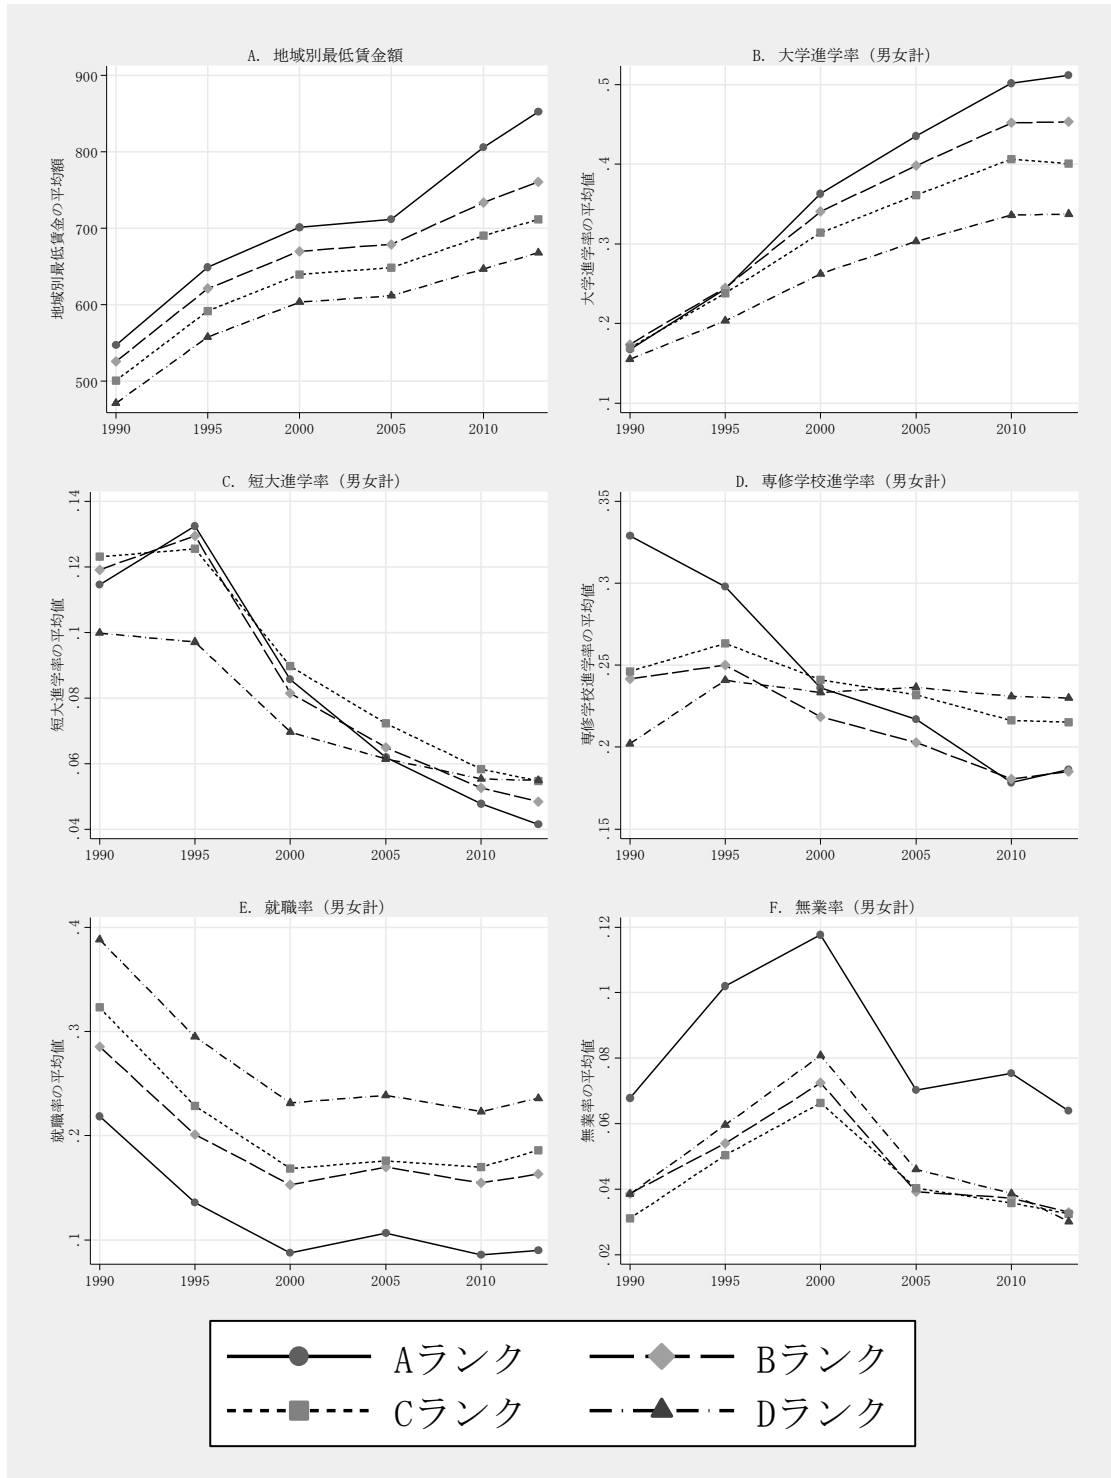 A. 地域別最低賃金額
地域別最低賃金の平均額
900
800
700
600
500
1990 1995 2000 2005 2010
B. 大学進学率（男女計）
大学進学率の平均値
.5
.4
.3
.2
.1
1990 1995 2000 2005 2010
C. 短大進学率（男女計）
短大進学率の平均値
.14
.12
.1
.08
.06
.04
1990 1995 2000 2005 2010
D. 専修学校進学率（男女計）
専修学校進学率の平均値
.35
.3
.25
.2
.15
1990 1995 2000 2005 2010
E. 就職率（男女計）
就職率の平均値
.4
.3
.2
.1
1990 1995 2000 2005 2010
F. 無業率（男女計）
無業率の平均値
.12
.1
.08
.06
.04
.02
1990 1995 2000 2005 2010
Aランク Bランク
Cランク Dランク